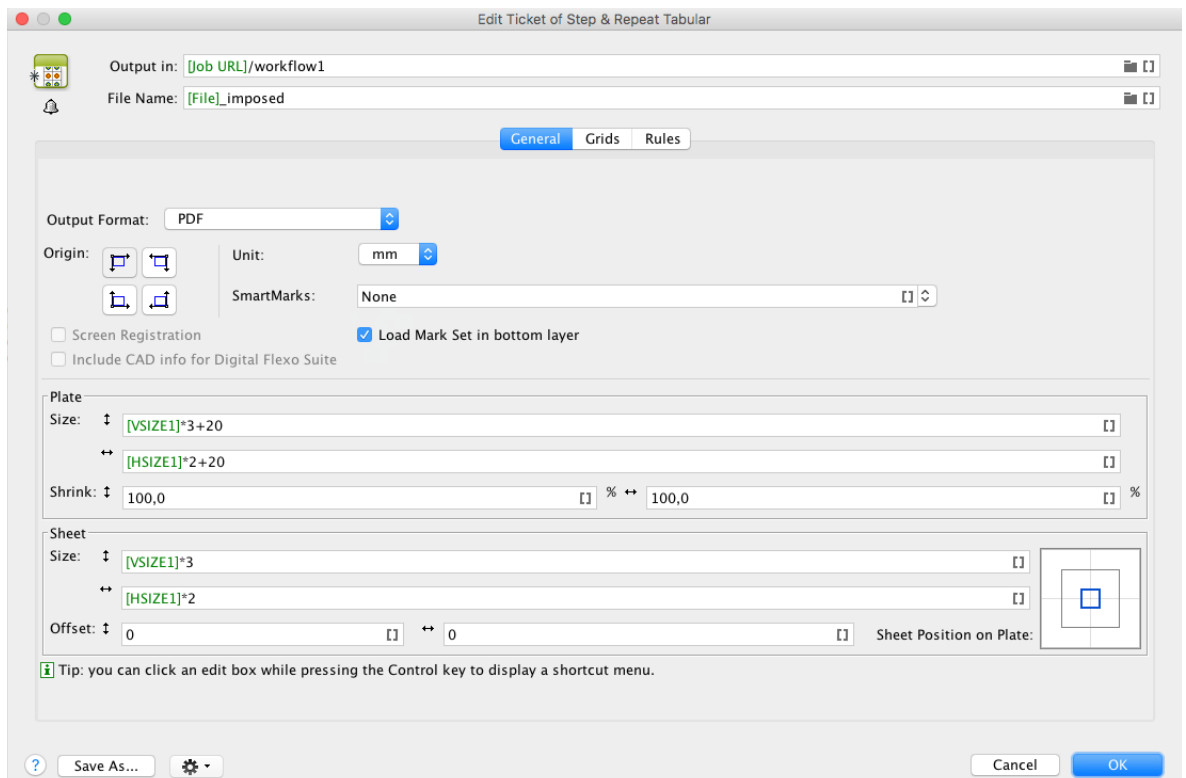 Edit Ticket of Step & Repeat Tabular
Output in: [Job URL]/workflow1
File Name: [File]_imposed
General Grids Rules
Output Format: PDF
Origin: Unit: mm
SmartMarks: None
Screen Registration Load Mark Set in bottom layer
Include CAD info for Digital Flexo Suite
Plate
Size: [VSIZE1]*3+20
[HSIZE1]*2+20
Shrink: 100,0 % 100,0 %
Sheet
Size: [VSIZE1]*3
[HSIZE1]*2
Offset: 0 0 Sheet Position on Plate:
Tip: you can click an edit box while pressing the Control key to display a shortcut menu.
? Save As... Cancel OK